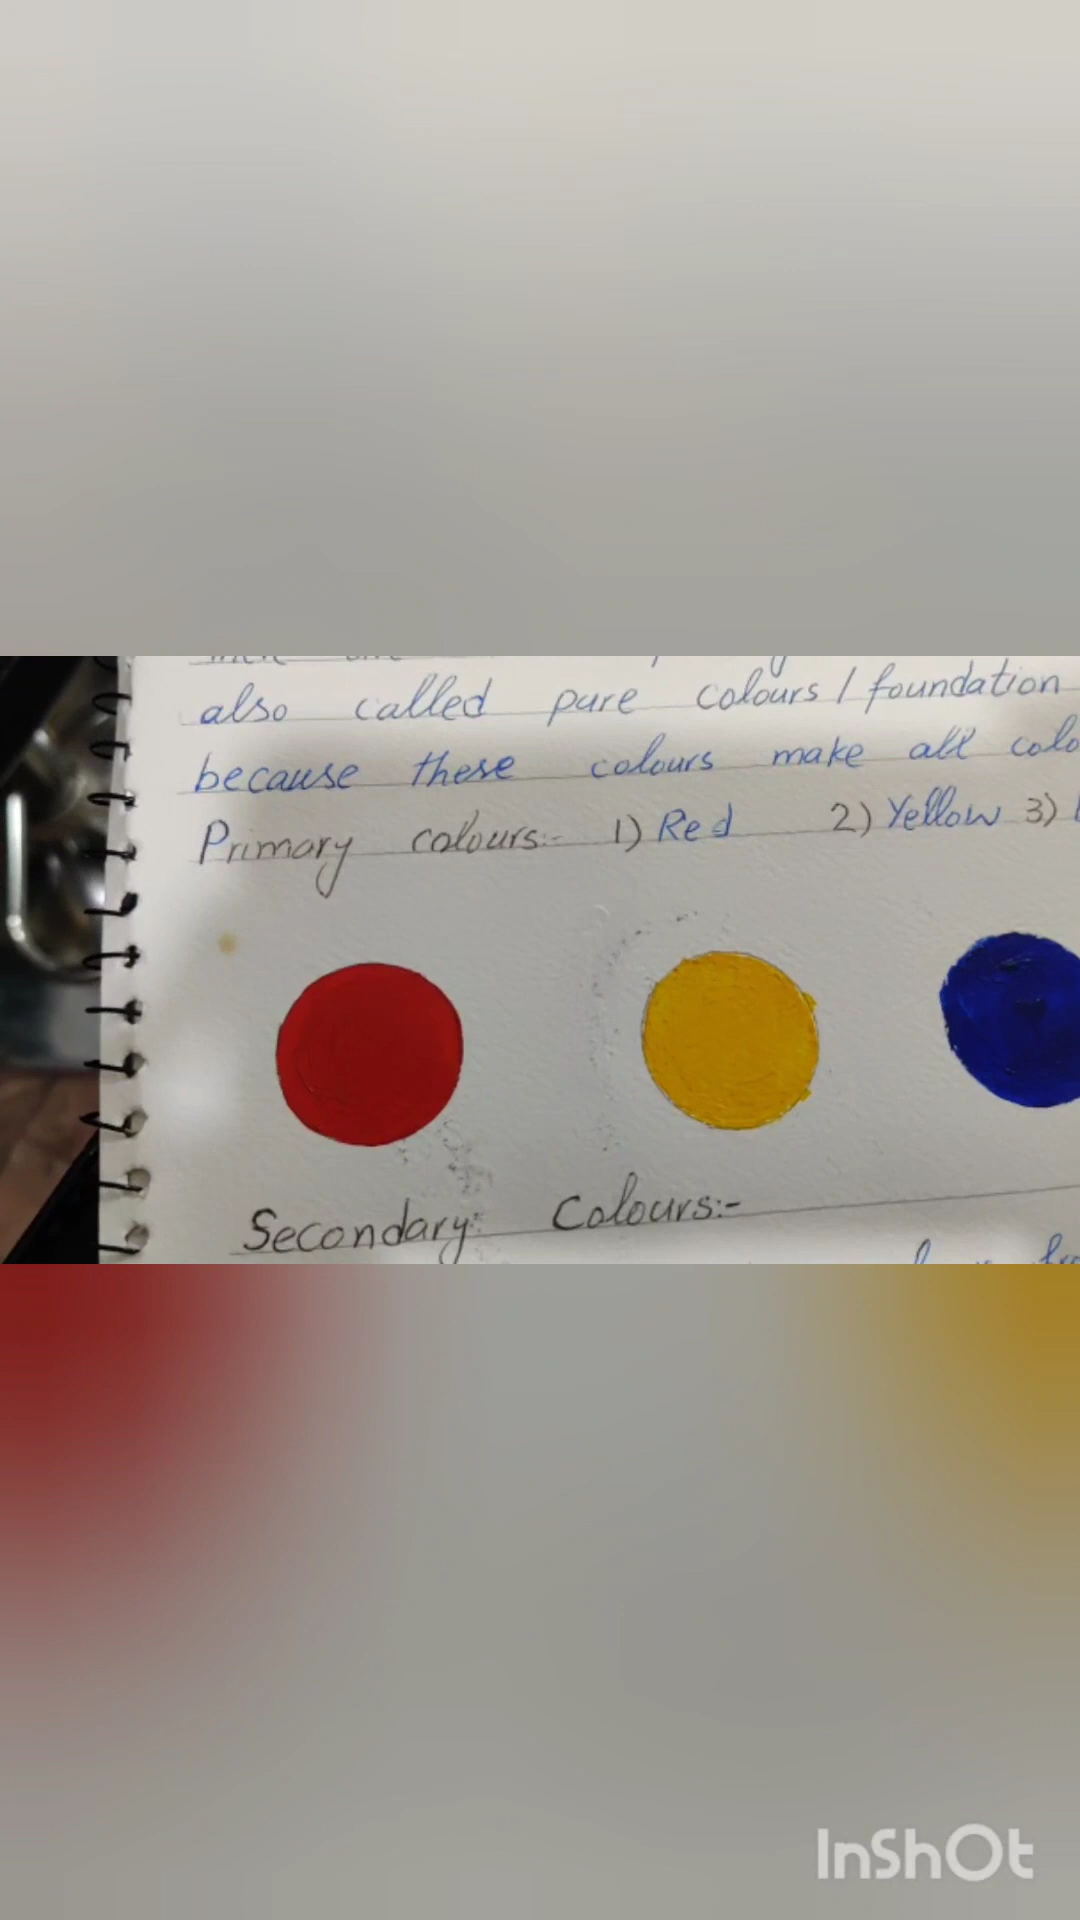 also called pure colours / foundation
because these colours make all colo
Primary colours:- 1) Red 2) Yellow 3)
Secondary Colours:-
InShOt